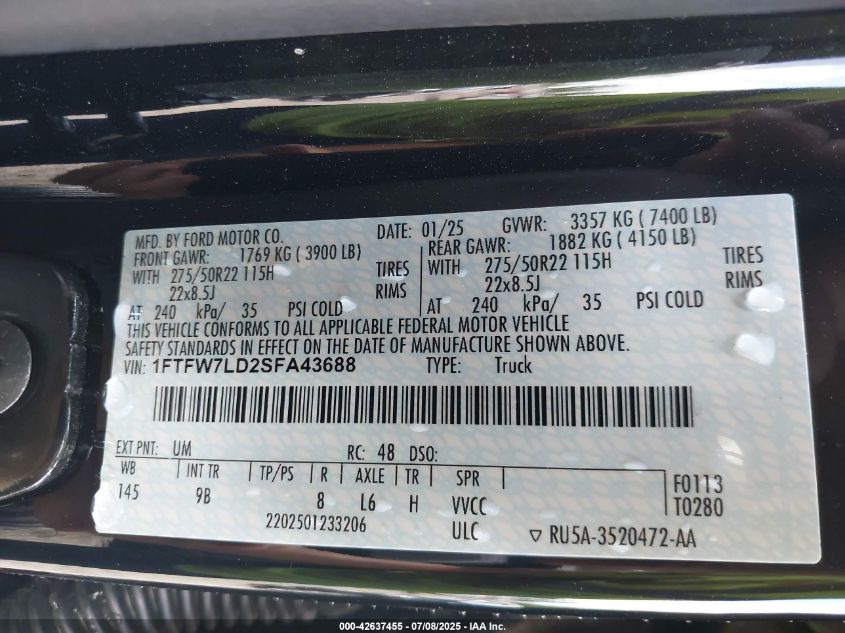 MFD. BY FORD MOTOR CO. DATE: 01/25 GVWR: 3357 KG ( 7400 LB)
FRONT GAWR: 1769 KG ( 3900 LB) REAR GAWR: 1882 KG ( 4150 LB)
WITH 275/50R22 115H TIRES WITH 275/50R22 115H TIRES
22x8.5J RIMS 22x8.5J RIMS
AT 240 kPa/ 35 PSI COLD AT 240 kPa/ 35 PSI COLD
THIS VEHICLE CONFORMS TO ALL APPLICABLE FEDERAL MOTOR VEHICLE
SAFETY STANDARDS IN EFFECT ON THE DATE OF MANUFACTURE SHOWN ABOVE.
VIN: 1FTFW7LD2SFA43688 TYPE: Truck
EXT PNT: UM RC: 48 DSO:
WB INT TR TP/PS R AXLE TR SPR
145 9B 8 L6 H VVCC F0113
2202501233206 ULC T0280
RU5A-3520472-AA
000-42637455 - 07/08/2025 - IAA Inc.